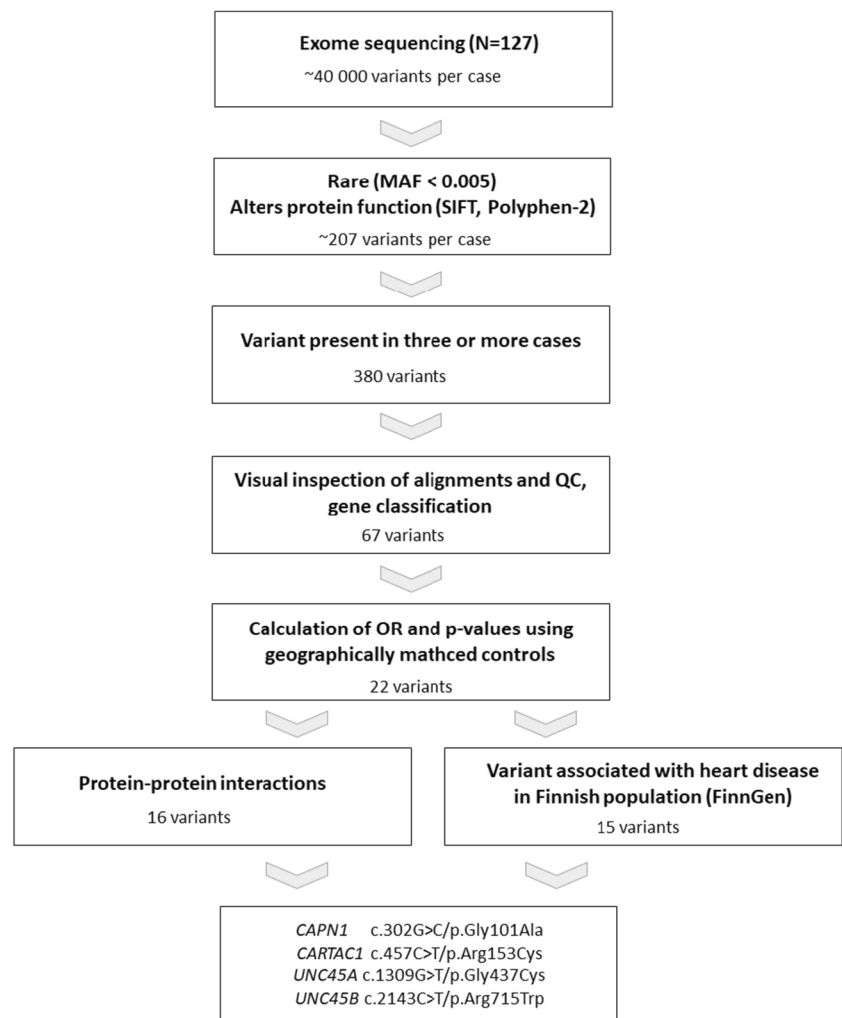 Exome sequencing (N=127)
~40 000 variants per case
Rare (MAF < 0.005)
Alters protein function (SIFT, Polyphen-2)
~207 variants per case
Variant present in three or more cases
380 variants
Visual inspection of alignments and QC,
gene classification
67 variants
Calculation of OR and p-values using
geographically mathced controls
22 variants
Protein-protein interactions
16 variants
Variant associated with heart disease
in Finnish population (FinnGen)
15 variants
CAPN1 c.302G>C/p.Gly101Ala
CARTAC1 c.457C>T/p.Arg153Cys
UNC45A c.1309G>T/p.Gly437Cys
UNC45B c.2143C>T/p.Arg715Trp